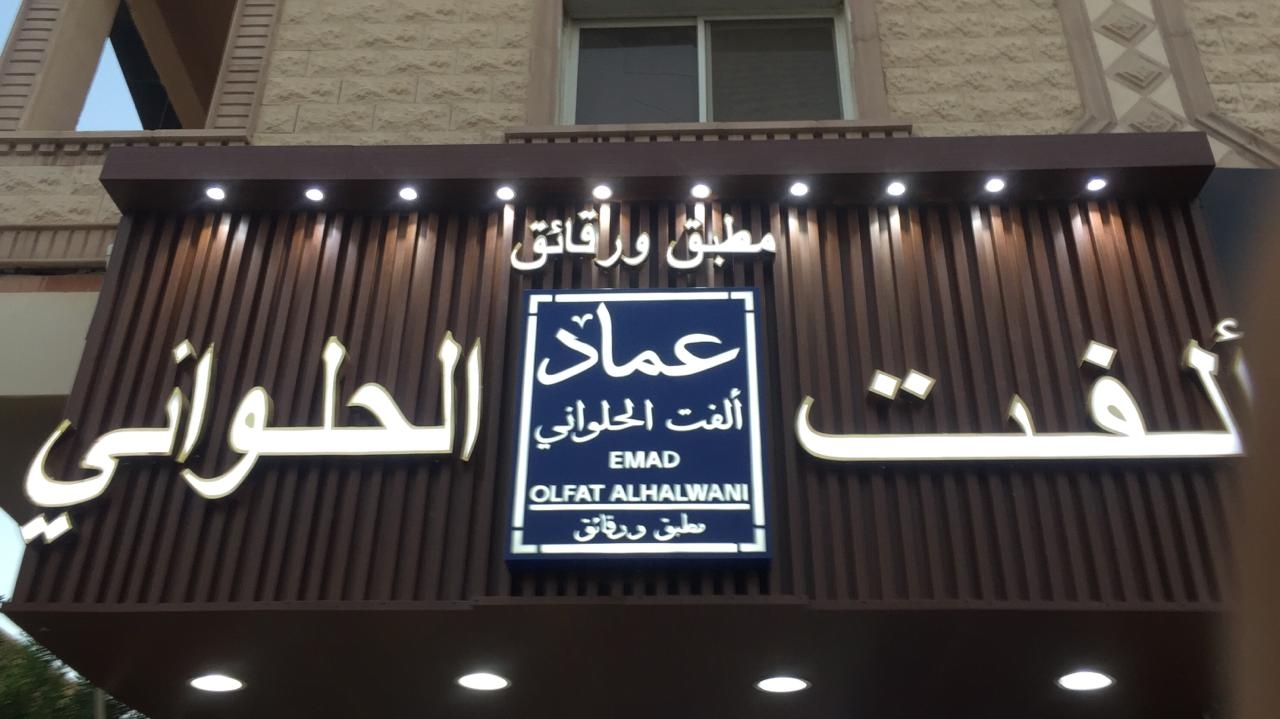 مطبق ورقائق
ألفت الحلواني
عماد
ألفت الحلواني
EMAD
OLFAT ALHALWANI
مطبق ورقائق